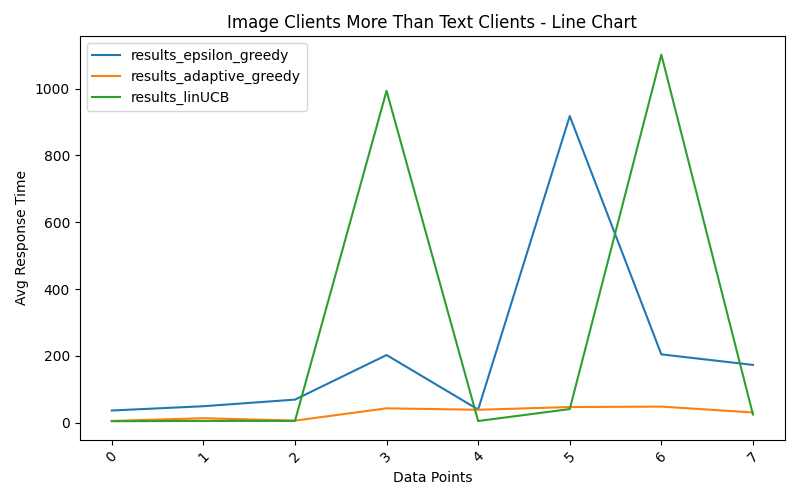 Image Clients More Than Text Clients - Line Chart
results_epsilon_greedy
results_adaptive_greedy
results_linUCB
1000
800
600
400
200
0
Avg Response Time
0 1 2 3 4 5 6 7
Data Points